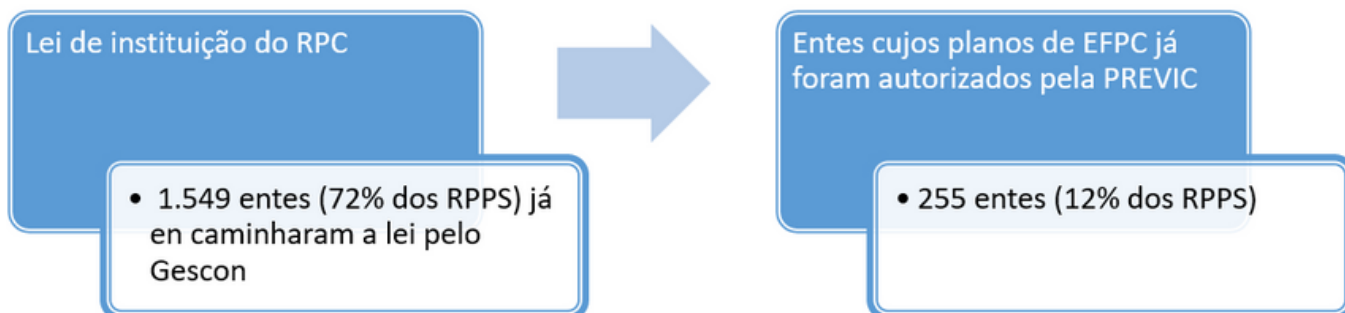 Lei de instituição do RPC
• 1.549 entes (72% dos RPPS) já
en caminharam a lei pelo
Gescon
Entes cujos planos de EFPC já
foram autorizados pela PREVIC
• 255 entes (12% dos RPPS)